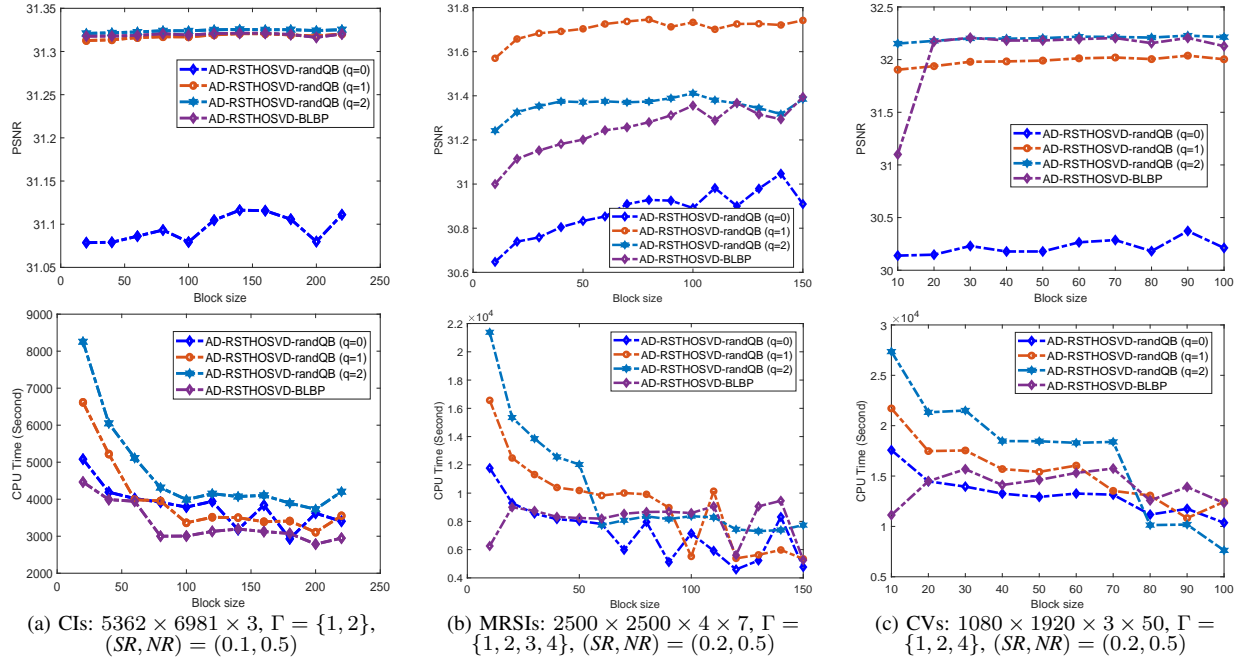 31.35
31.3
31.25
31.2
31.15
31.1
31.05
PSNR
AD-RSTHOSVD-randQB (q=0)
AD-RSTHOSVD-randQB (q=1)
AD-RSTHOSVD-randQB (q=2)
AD-RSTHOSVD-BLBP
0 50 100 150 200 250
Block size
31.8
31.6
31.4
31.2
31
30.8
30.6
PSNR
AD-RSTHOSVD-randQB (q=0)
AD-RSTHOSVD-randQB (q=1)
AD-RSTHOSVD-randQB (q=2)
AD-RSTHOSVD-BLBP
0 50 100 150
Block size
32.5
32
31.5
31
30.5
30
PSNR
AD-RSTHOSVD-randQB (q=0)
AD-RSTHOSVD-randQB (q=1)
AD-RSTHOSVD-randQB (q=2)
AD-RSTHOSVD-BLBP
10 20 30 40 50 60 70 80 90 100
Block size
9000
8000
7000
6000
5000
4000
3000
2000
CPU Time (Second)
AD-RSTHOSVD-randQB (q=0)
AD-RSTHOSVD-randQB (q=1)
AD-RSTHOSVD-randQB (q=2)
AD-RSTHOSVD-BLBP
0 50 100 150 200 250
Block size
×10⁴
2.2
2
1.8
1.6
1.4
1.2
1
0.8
0.6
0.4
CPU Time (Second)
AD-RSTHOSVD-randQB (q=0)
AD-RSTHOSVD-randQB (q=1)
AD-RSTHOSVD-randQB (q=2)
AD-RSTHOSVD-BLBP
0 50 100 150
Block size
×10⁴
3
2.5
2
1.5
1
0.5
CPU Time (Second)
AD-RSTHOSVD-randQB (q=0)
AD-RSTHOSVD-randQB (q=1)
AD-RSTHOSVD-randQB (q=2)
AD-RSTHOSVD-BLBP
10 20 30 40 50 60 70 80 90 100
Block size
(a) CIs: 5362 × 6981 × 3, Γ = {1, 2},
(SR, NR) = (0.1, 0.5)
(b) MRSIs: 2500 × 2500 × 4 × 7, Γ =
{1, 2, 3, 4}, (SR, NR) = (0.2, 0.5)
(c) CVs: 1080 × 1920 × 3 × 50, Γ =
{1, 2, 4}, (SR, NR) = (0.2, 0.5)